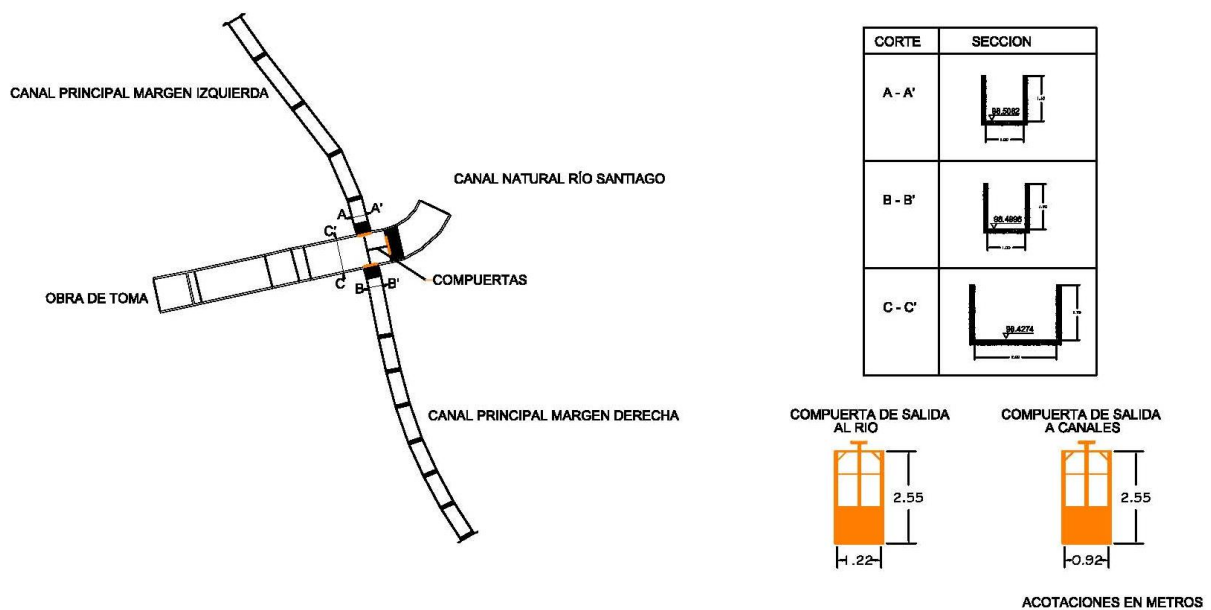 CANAL PRINCIPAL MARGEN IZQUIERDA
CANAL NATURAL RÍO SANTIAGO
A A'
C'
COMPUERTAS
C
B B'
OBRA DE TOMA
CANAL PRINCIPAL MARGEN DERECHA
CORTE SECCION
A - A'
98.5082
B - B'
98.4996
C - C'
98.4274
COMPUERTA DE SALIDA
AL RIO
2.55
1.22
COMPUERTA DE SALIDA
A CANALES
2.55
0.92
ACOTACIONES EN METROS